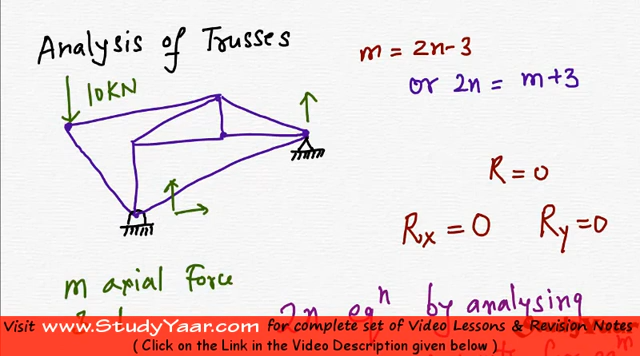 Analysis of Trusses
m = 2n-3
or 2n = m+3
10KN
R = 0
Rx = 0 Ry = 0
m axial Force
2n eqn by analysing
Visit www.StudyYaar.com for complete set of Video Lessons & Revision Notes
( Click on the Link in the Video Description given below )